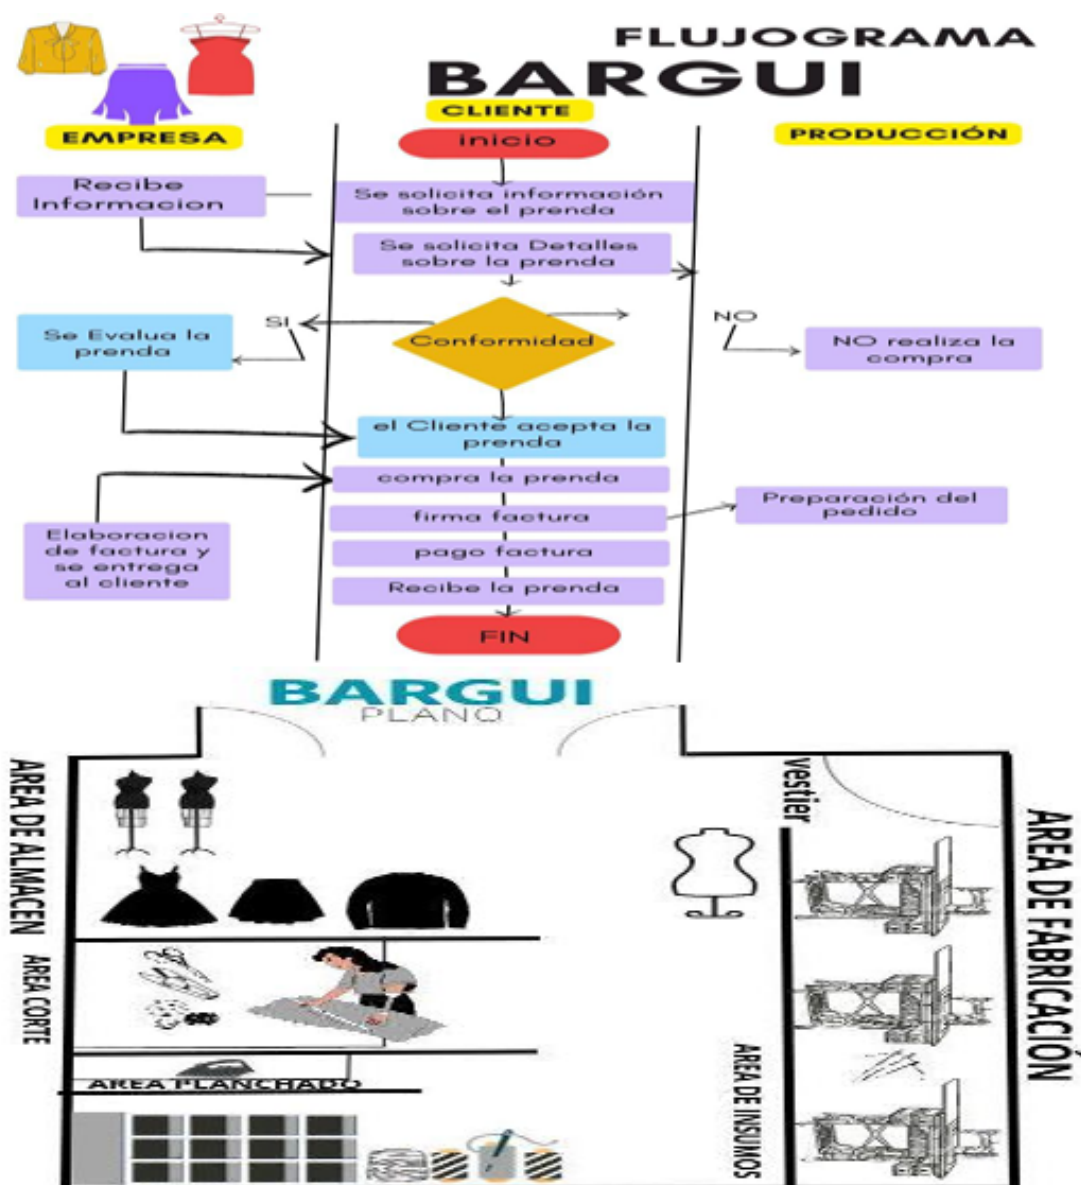 FLUJOGRAMA
BARGUI
EMPRESA
CLIENTE
PRODUCCIÓN
inicio
Recibe
Informacion
Se solicita información
sobre el prenda
Se solicita Detalles
sobre la prenda
Se Evalua la
prenda
SI
Conformidad
NO
NO realiza la
compra
el Cliente acepta la
prenda
compra la prenda
firma factura
Preparación del
pedido
Elaboracion
de factura y
se entrega
al cliente
pago factura
Recibe la prenda
FIN
BARGUI
PLANO
AREA DE ALMACEN
vestier
AREA DE FABRICACIÓN
AREA CORTE
AREA PLANCHADO
AREA DE INSUMOS